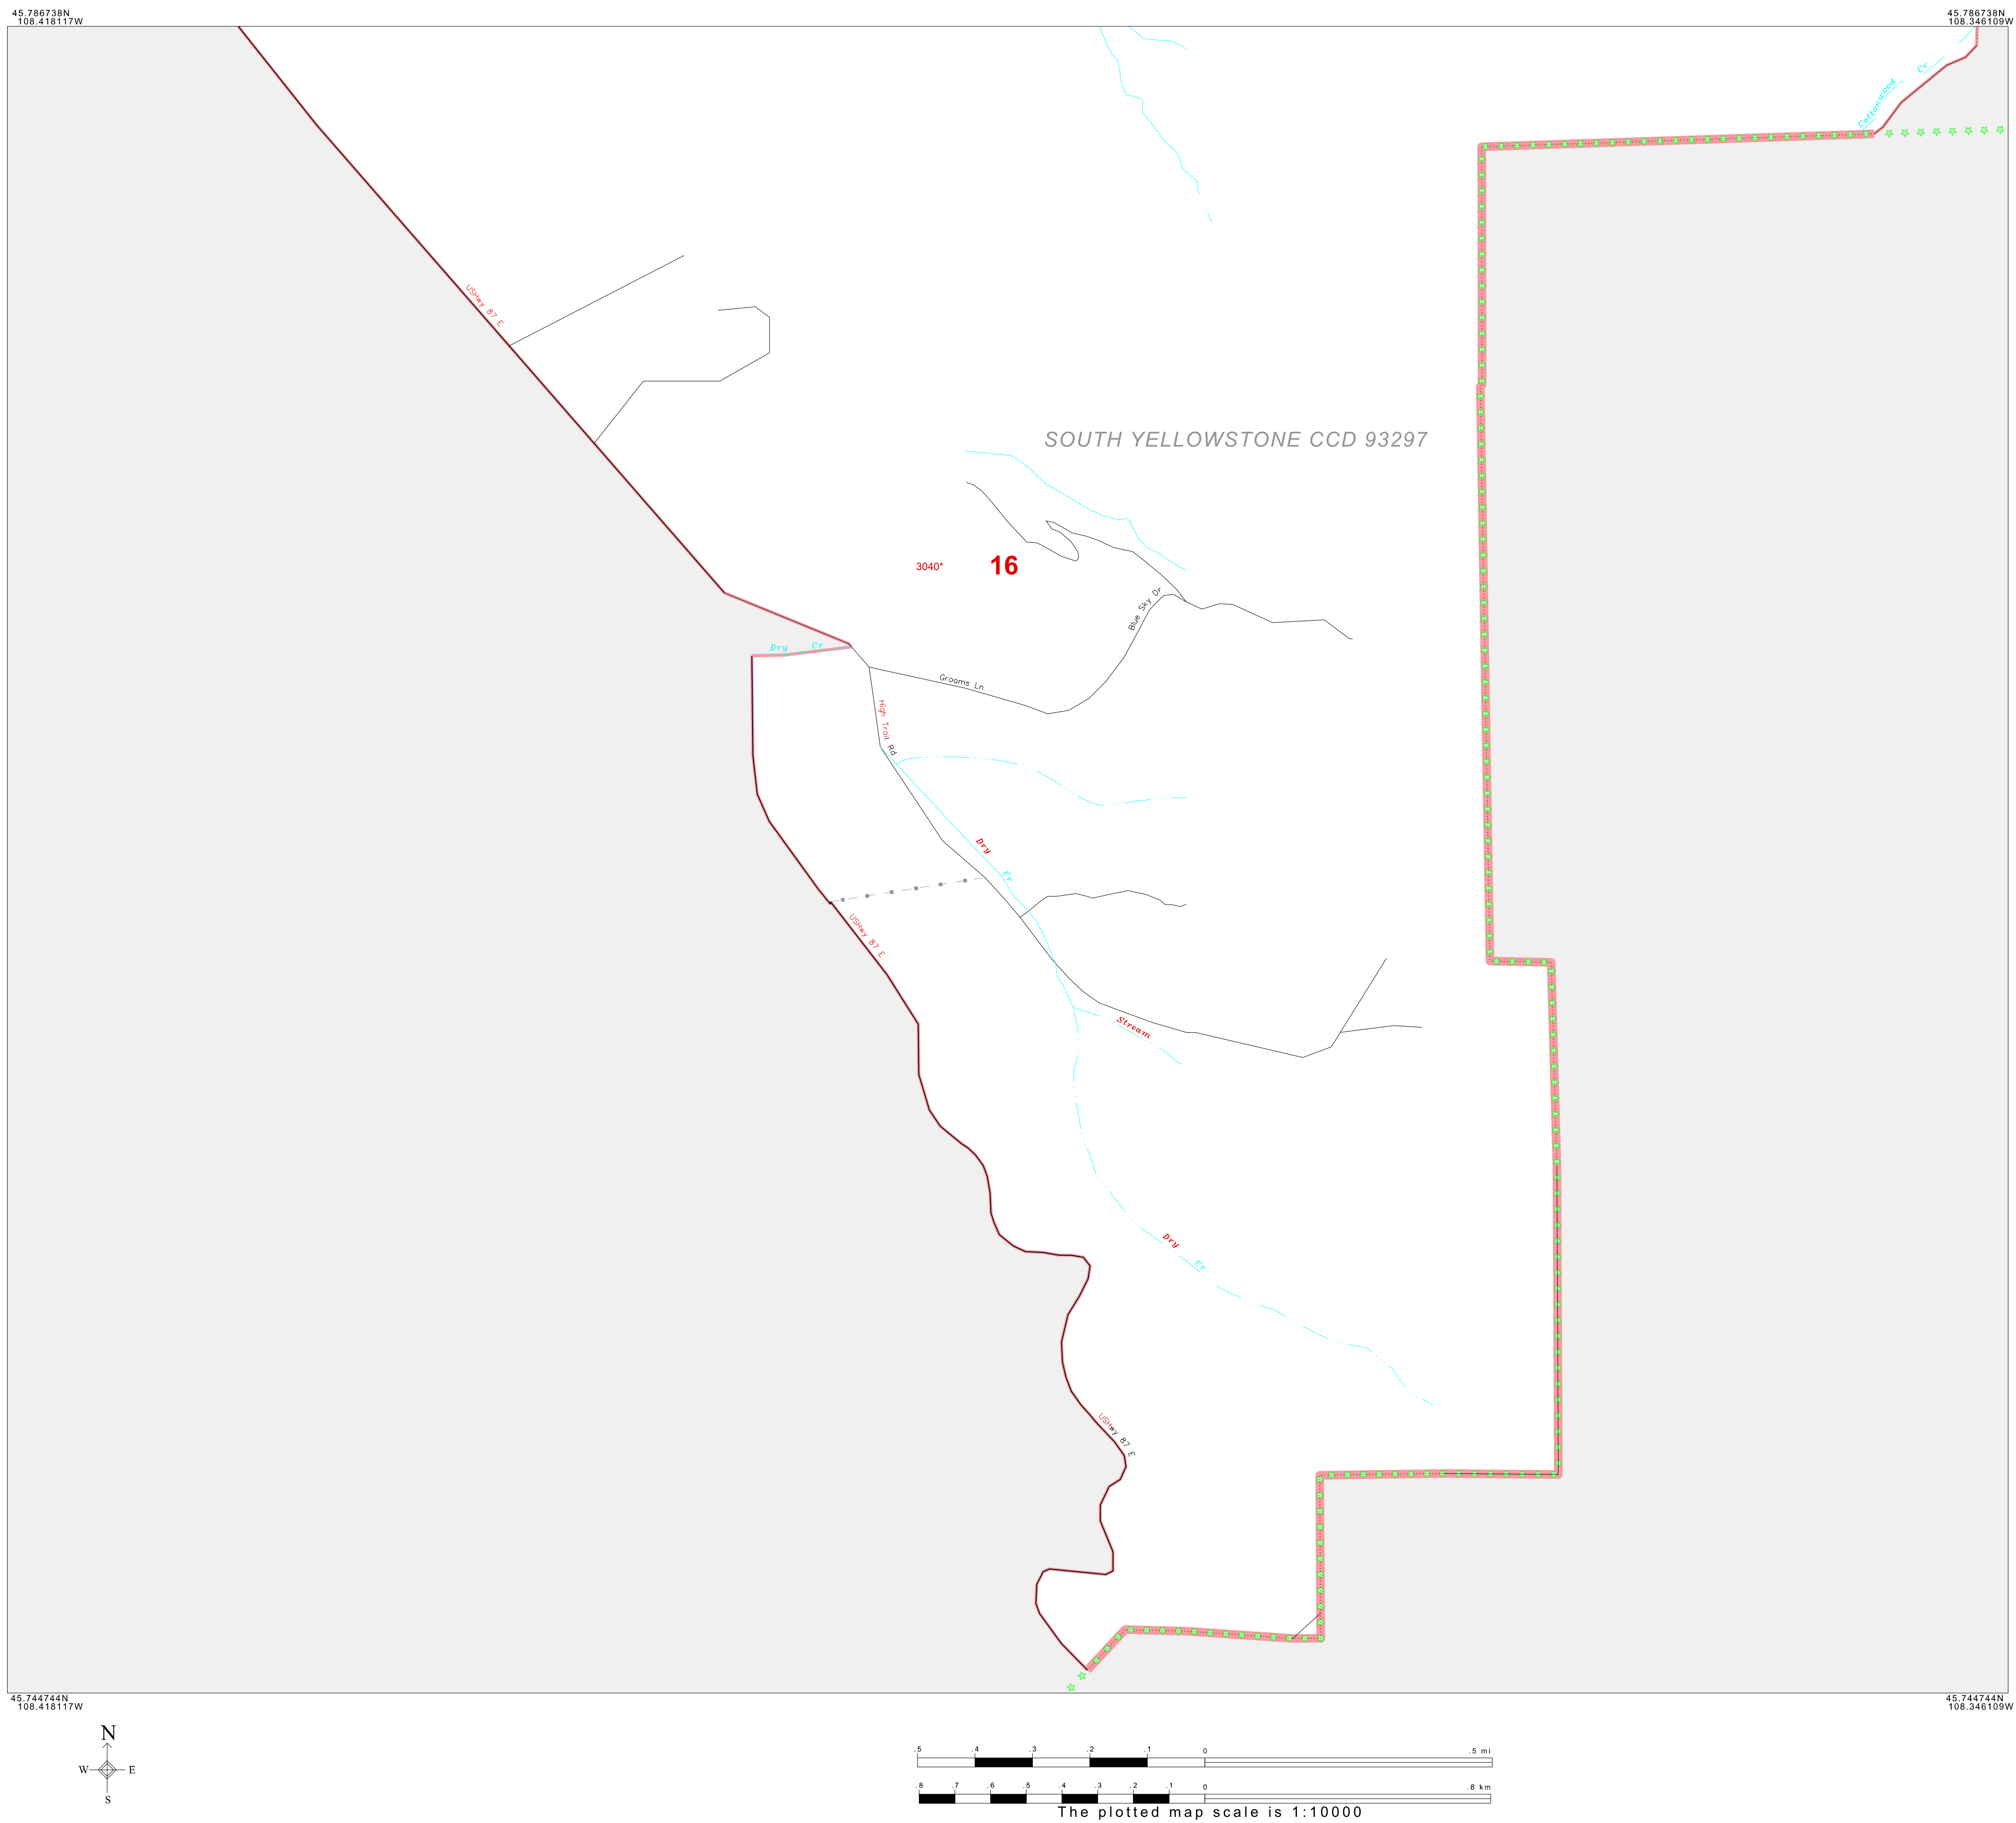 45.786738N
108.418117W
45.786738N
108.346109W
Cottonwood Cr
USHwy 87 E
SOUTH YELLOWSTONE CCD 93297
3040*
16
Blue Sky Dr
Dry Cr
Grooms Ln
High Trail Rd
Dry Cr
USHwy 87 E
Stream
Dry Cr
USHwy 87 E
45.744744N
108.418117W
45.744744N
108.346109W
N
W E
S
.5 .4 .3 .2 .1 0 .5 mi
.8 .7 .6 .5 .4 .3 .2 .1 0 .8 km
The plotted map scale is 1:10000